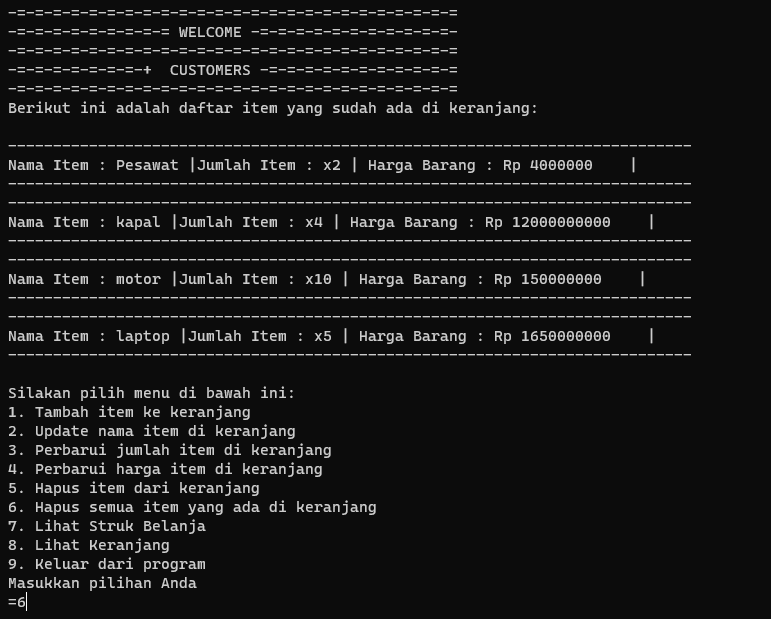 -=-=-=-=-=-=-=-=-=-=-=-=-=-=-=-=-=-=-=-=-=-=-=-=-=
-=-=-=-=-=-=-=-=-= WELCOME -=-=-=-=-=-=-=-=-=-=-=-
-=-=-=-=-=-=-=-=-=-=-=-=-=-=-=-=-=-=-=-=-=-=-=-=-=
-=-=-=-=-=-=-=-+  CUSTOMERS -=-=-=-=-=-=-=-=-=-=-=
-=-=-=-=-=-=-=-=-=-=-=-=-=-=-=-=-=-=-=-=-=-=-=-=-=
Berikut ini adalah daftar item yang sudah ada di keranjang:
----------------------------------------------------------------------------
Nama Item : Pesawat |Jumlah Item : x2 | Harga Barang : Rp 4000000    |
----------------------------------------------------------------------------
----------------------------------------------------------------------------
Nama Item : kapal |Jumlah Item : x4 | Harga Barang : Rp 12000000000    |
----------------------------------------------------------------------------
----------------------------------------------------------------------------
Nama Item : motor |Jumlah Item : x10 | Harga Barang : Rp 150000000    |
----------------------------------------------------------------------------
----------------------------------------------------------------------------
Nama Item : laptop |Jumlah Item : x5 | Harga Barang : Rp 1650000000    |
----------------------------------------------------------------------------
Silakan pilih menu di bawah ini:
1. Tambah item ke keranjang
2. Update nama item di keranjang
3. Perbarui jumlah item di keranjang
4. Perbarui harga item di keranjang
5. Hapus item dari keranjang
6. Hapus semua item yang ada di keranjang
7. Lihat Struk Belanja
8. Lihat Keranjang
9. Keluar dari program
Masukkan pilihan Anda
=6